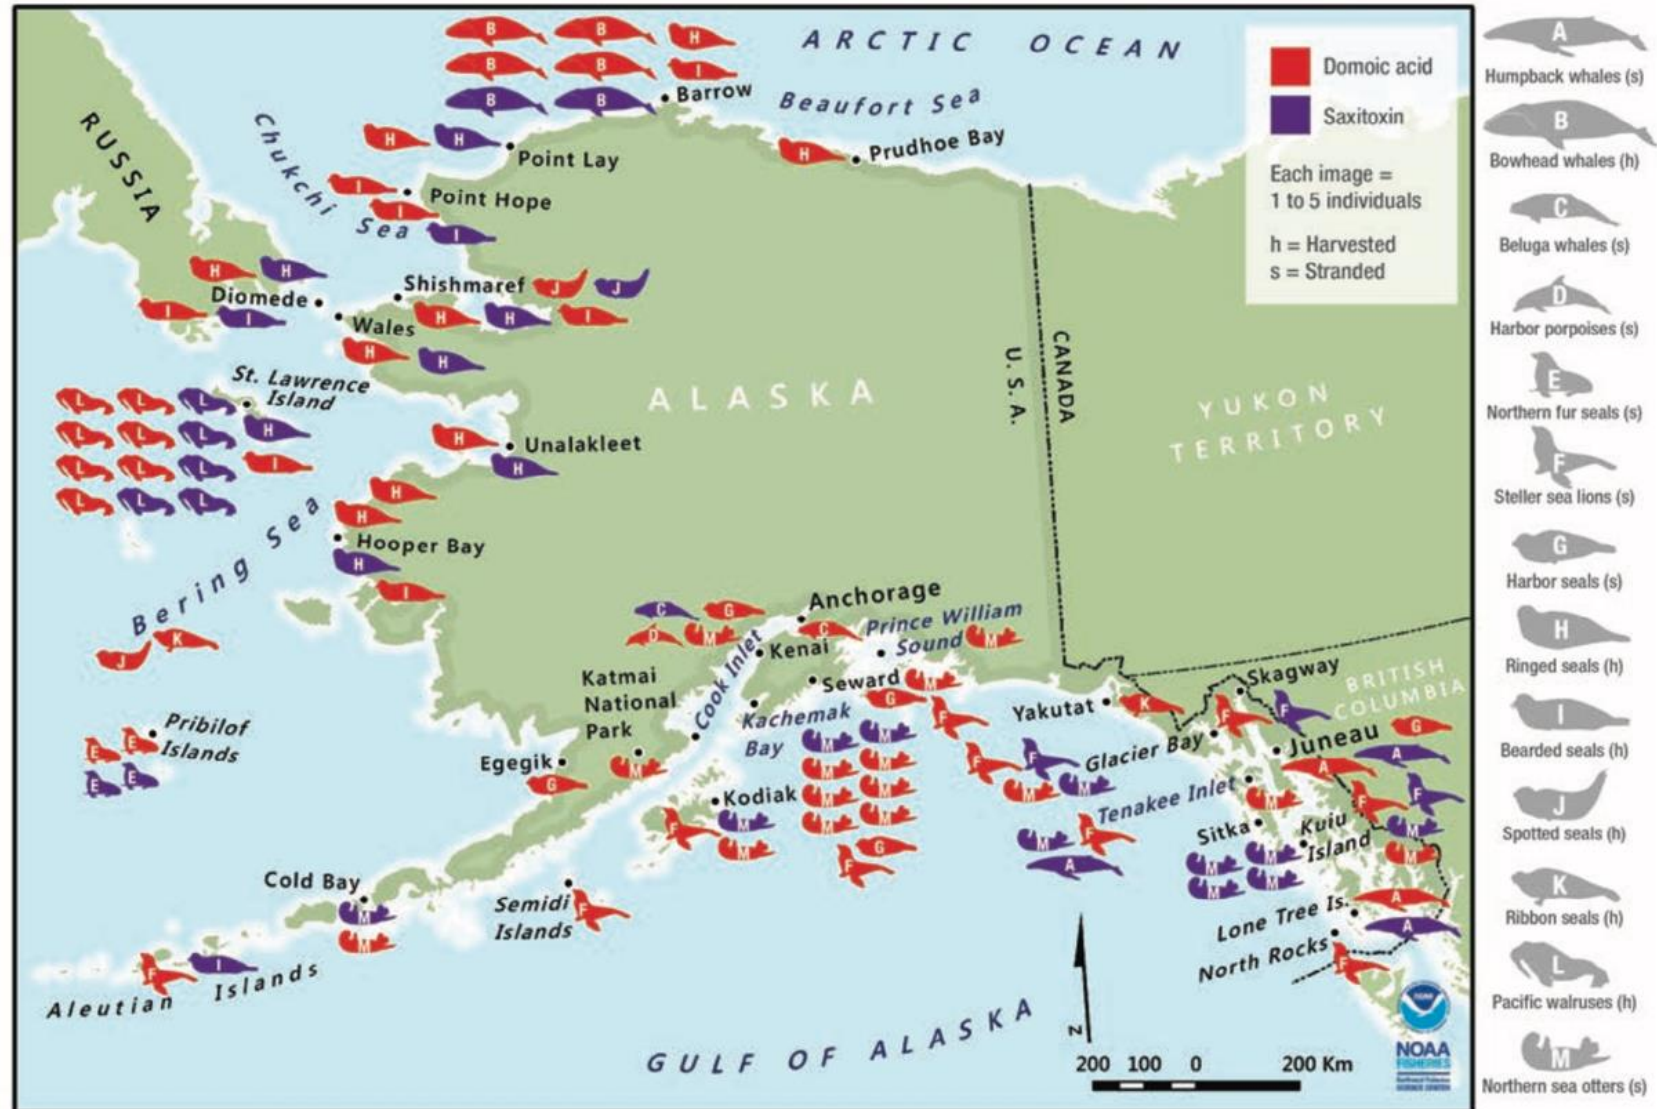 ARCTIC OCEAN
Beaufort Sea
Chukchi Sea
RUSSIA
B B H
B B I
B B
Barrow
H H
Point Lay
H
Prudhoe Bay
I
Point Hope
I
I
H H
Diomede
I I
Shishmaref
J J
H H I
Wales
H H
St. Lawrence
Island
L L L
H
L L L
I
L L L
L L L
H
Unalakleet
H
H
H
Hooper Bay
H
I
Bering Sea
K
J
ALASKA
U.S.A.
CANADA
YUKON
TERRITORY
BRITISH
COLUMBIA
Domoic acid
Saxitoxin
Each image =
1 to 5 individuals
h = Harvested
s = Stranded
Pribilof
Islands
E E
E E
C G
D M
Anchorage
C
Prince William
Sound
M
Kenai
Cook Inlet
Seward
M
G
F
Katmai
National
Park
M
Kachemak
Bay
M M
M M
M M
M M
G
F
Egegik
G
Kodiak
F
M
M
Cold Bay
M
M
Semidi
Islands
F
F
I
Aleutian Islands
Yakutat
K
F F
M M
M F
A
Skagway
F F
Glacier Bay
Juneau
G
A A
F F
M
M
Tenakee Inlet
M
Sitka
Kuiu
Island
M M
M M
Lone Tree Is.
A
A
North Rocks
F
GULF OF ALASKA
N
200 100 0 200 Km
NOAA
FISHERIES
A
Humpback whales (s)
B
Bowhead whales (h)
C
Beluga whales (s)
D
Harbor porpoises (s)
E
Northern fur seals (s)
F
Steller sea lions (s)
G
Harbor seals (s)
H
Ringed seals (h)
I
Bearded seals (h)
J
Spotted seals (h)
K
Ribbon seals (h)
L
Pacific walruses (h)
M
Northern sea otters (s)